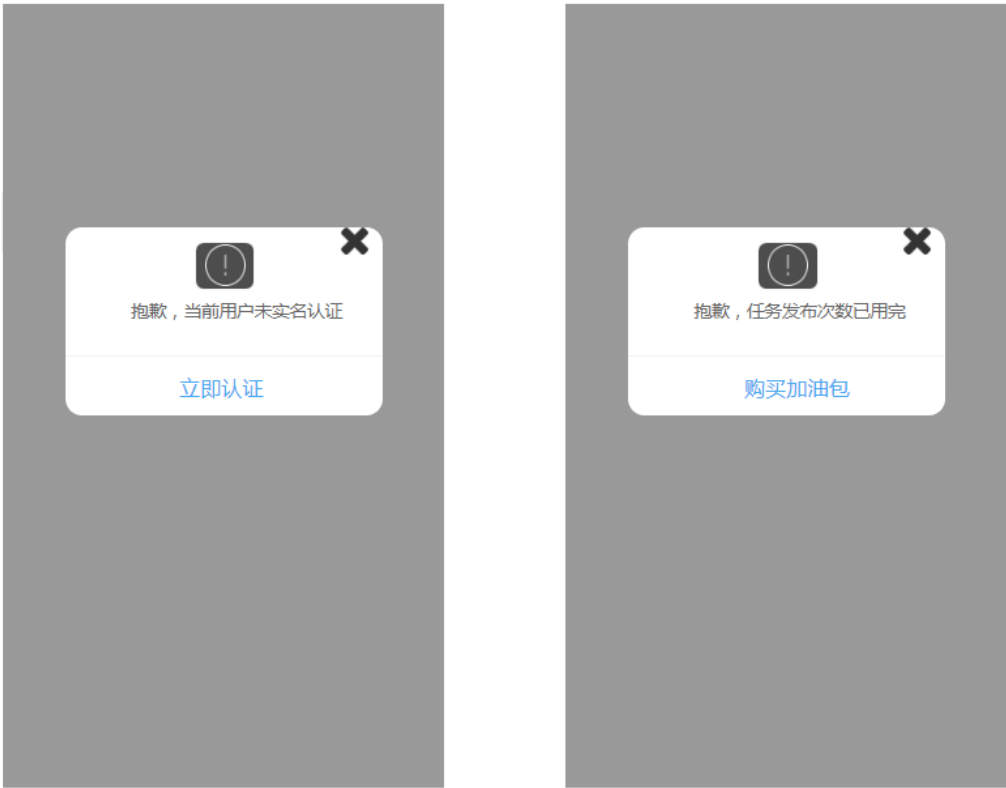 抱歉，当前用户未实名认证
立即认证
抱歉，任务发布次数已用完
购买加油包